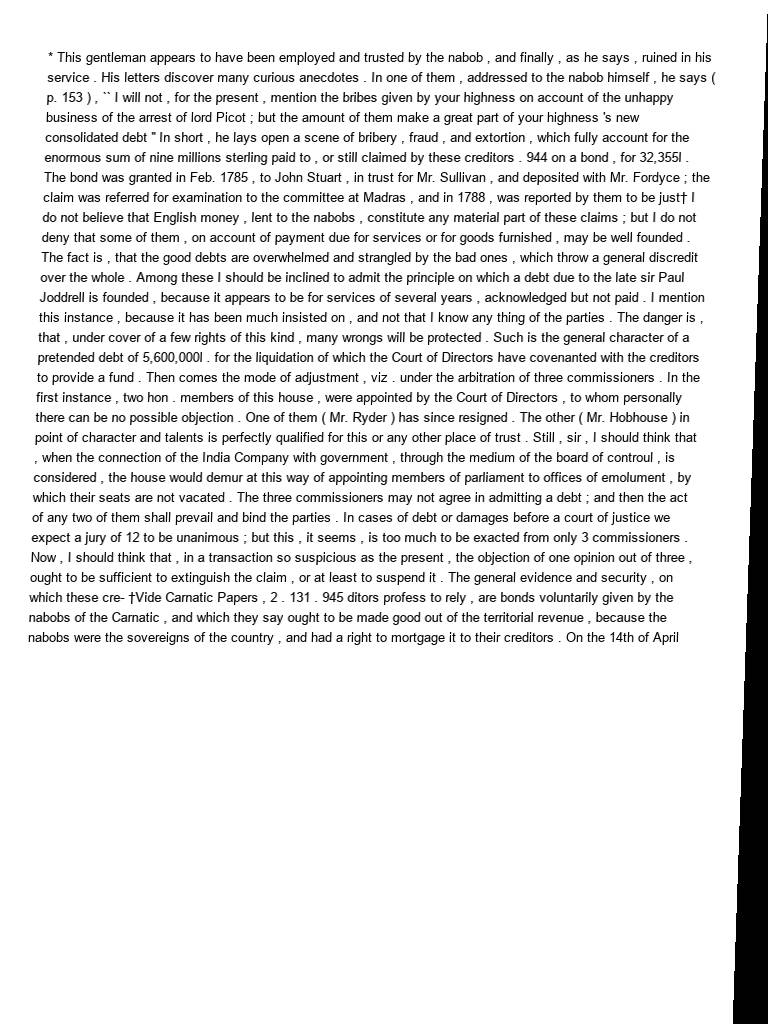 * This gentleman appears to have been employed and trusted by the nabob , and finally , as he says , ruined in his
service . His letters discover many curious anecdotes . In one of them , addressed to the nabob himself , he says (
p. 153 ) , `` I will not , for the present , mention the bribes given by your highness on account of the unhappy
business of the arrest of lord Picot ; but the amount of them make a great part of your highness 's new
consolidated debt '' In short , he lays open a scene of bribery , fraud , and extortion , which fully account for the
enormous sum of nine millions sterling paid to , or still claimed by these creditors . 944 on a bond , for 32,355l .
The bond was granted in Feb. 1785 , to John Stuart , in trust for Mr. Sullivan , and deposited with Mr. Fordyce ; the
claim was referred for examination to the committee at Madras , and in 1788 , was reported by them to be just† I
do not believe that English money , lent to the nabobs , constitute any material part of these claims ; but I do not
deny that some of them , on account of payment due for services or for goods furnished , may be well founded .
The fact is , that the good debts are overwhelmed and strangled by the bad ones , which throw a general discredit
over the whole . Among these I should be inclined to admit the principle on which a debt due to the late sir Paul
Joddrell is founded , because it appears to be for services of several years , acknowledged but not paid . I mention
this instance , because it has been much insisted on , and not that I know any thing of the parties . The danger is ,
that , under cover of a few rights of this kind , many wrongs will be protected . Such is the general character of a
pretended debt of 5,600,000l . for the liquidation of which the Court of Directors have covenanted with the creditors
to provide a fund . Then comes the mode of adjustment , viz . under the arbitration of three commissioners . In the
first instance , two hon . members of this house , were appointed by the Court of Directors , to whom personally
there can be no possible objection . One of them ( Mr. Ryder ) has since resigned . The other ( Mr. Hobhouse ) in
point of character and talents is perfectly qualified for this or any other place of trust . Still , sir , I should think that
, when the connection of the India Company with government , through the medium of the board of controul , is
considered , the house would demur at this way of appointing members of parliament to offices of emolument , by
which their seats are not vacated . The three commissioners may not agree in admitting a debt ; and then the act
of any two of them shall prevail and bind the parties . In cases of debt or damages before a court of justice we
expect a jury of 12 to be unanimous ; but this , it seems , is too much to be exacted from only 3 commissioners .
Now , I should think that , in a transaction so suspicious as the present , the objection of one opinion out of three ,
ought to be sufficient to extinguish the claim , or at least to suspend it . The general evidence and security , on
which these cre- †Vide Carnatic Papers , 2 . 131 . 945 ditors profess to rely , are bonds voluntarily given by the
nabobs of the Carnatic , and which they say ought to be made good out of the territorial revenue , because the
nabobs were the sovereigns of the country , and had a right to mortgage it to their creditors . On the 14th of April